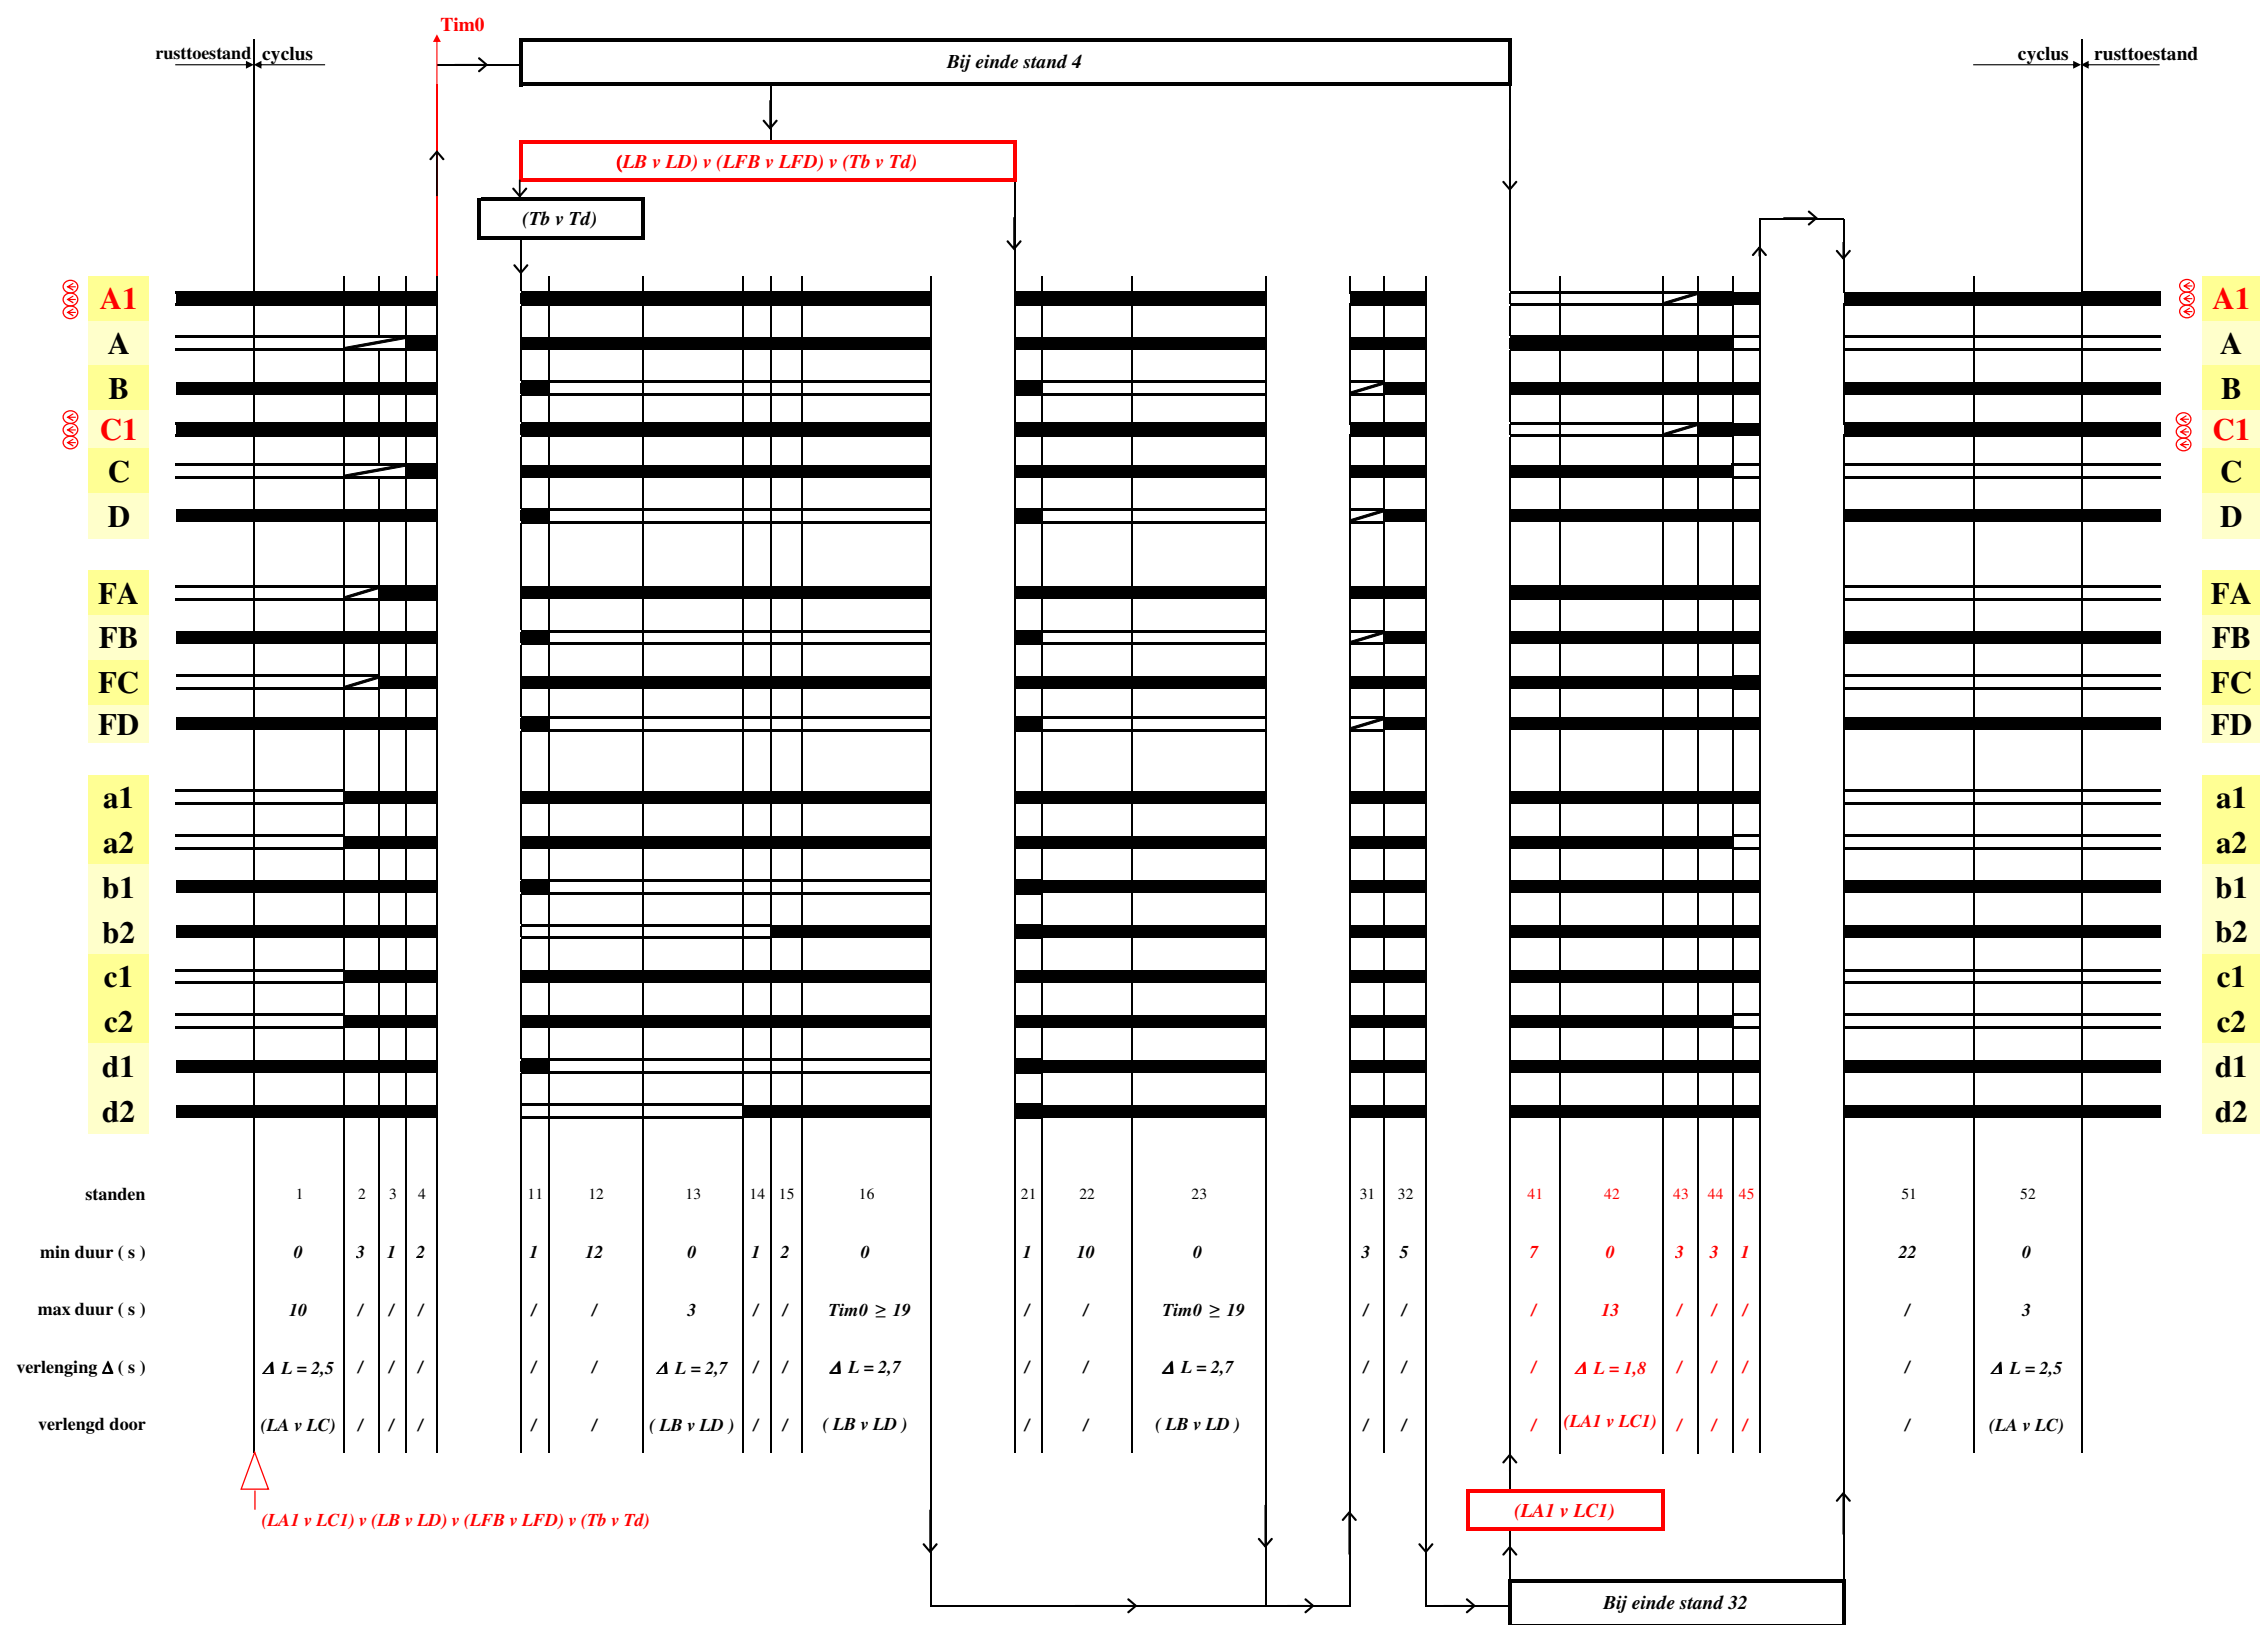 Tim0
rusttoestand cyclus
Bij einde stand 4
cyclus rusttoestand
(LB v LD) v (LFB v LFD) v (Tb v Td)
(Tb v Td)
A1 A1
A A
B B
C1 C1
C C
D D
FA FA
FB FB
FC FC
FD FD
a1 a1
a2 a2
b1 b1
b2 b2
c1 c1
c2 c2
d1 d1
d2 d2
standen 1 2 3 4 11 12 13 14 15 16 21 22 23 31 32 41 42 43 44 45 51 52
min duur ( s ) 0 3 1 2 1 12 0 1 2 0 1 10 0 3 5 7 0 3 3 1 22 0
max duur ( s ) 10 / / / / / 3 / / Tim0 ≥ 19 / / Tim0 ≥ 19 / / / 13 / / / / 3
verlenging Δ ( s ) Δ L = 2,5 / / / / / Δ L = 2,7 / / Δ L = 2,7 / / Δ L = 2,7 / / / Δ L = 1,8 / / / / Δ L = 2,5
verlengd door (LA v LC) / / / / / ( LB v LD ) / / ( LB v LD ) / / ( LB v LD ) / / / (LA1 v LC1) / / / / (LA v LC)
(LA1 v LC1)
(LA1 v LC1) v (LB v LD) v (LFB v LFD) v (Tb v Td)
Bij einde stand 32